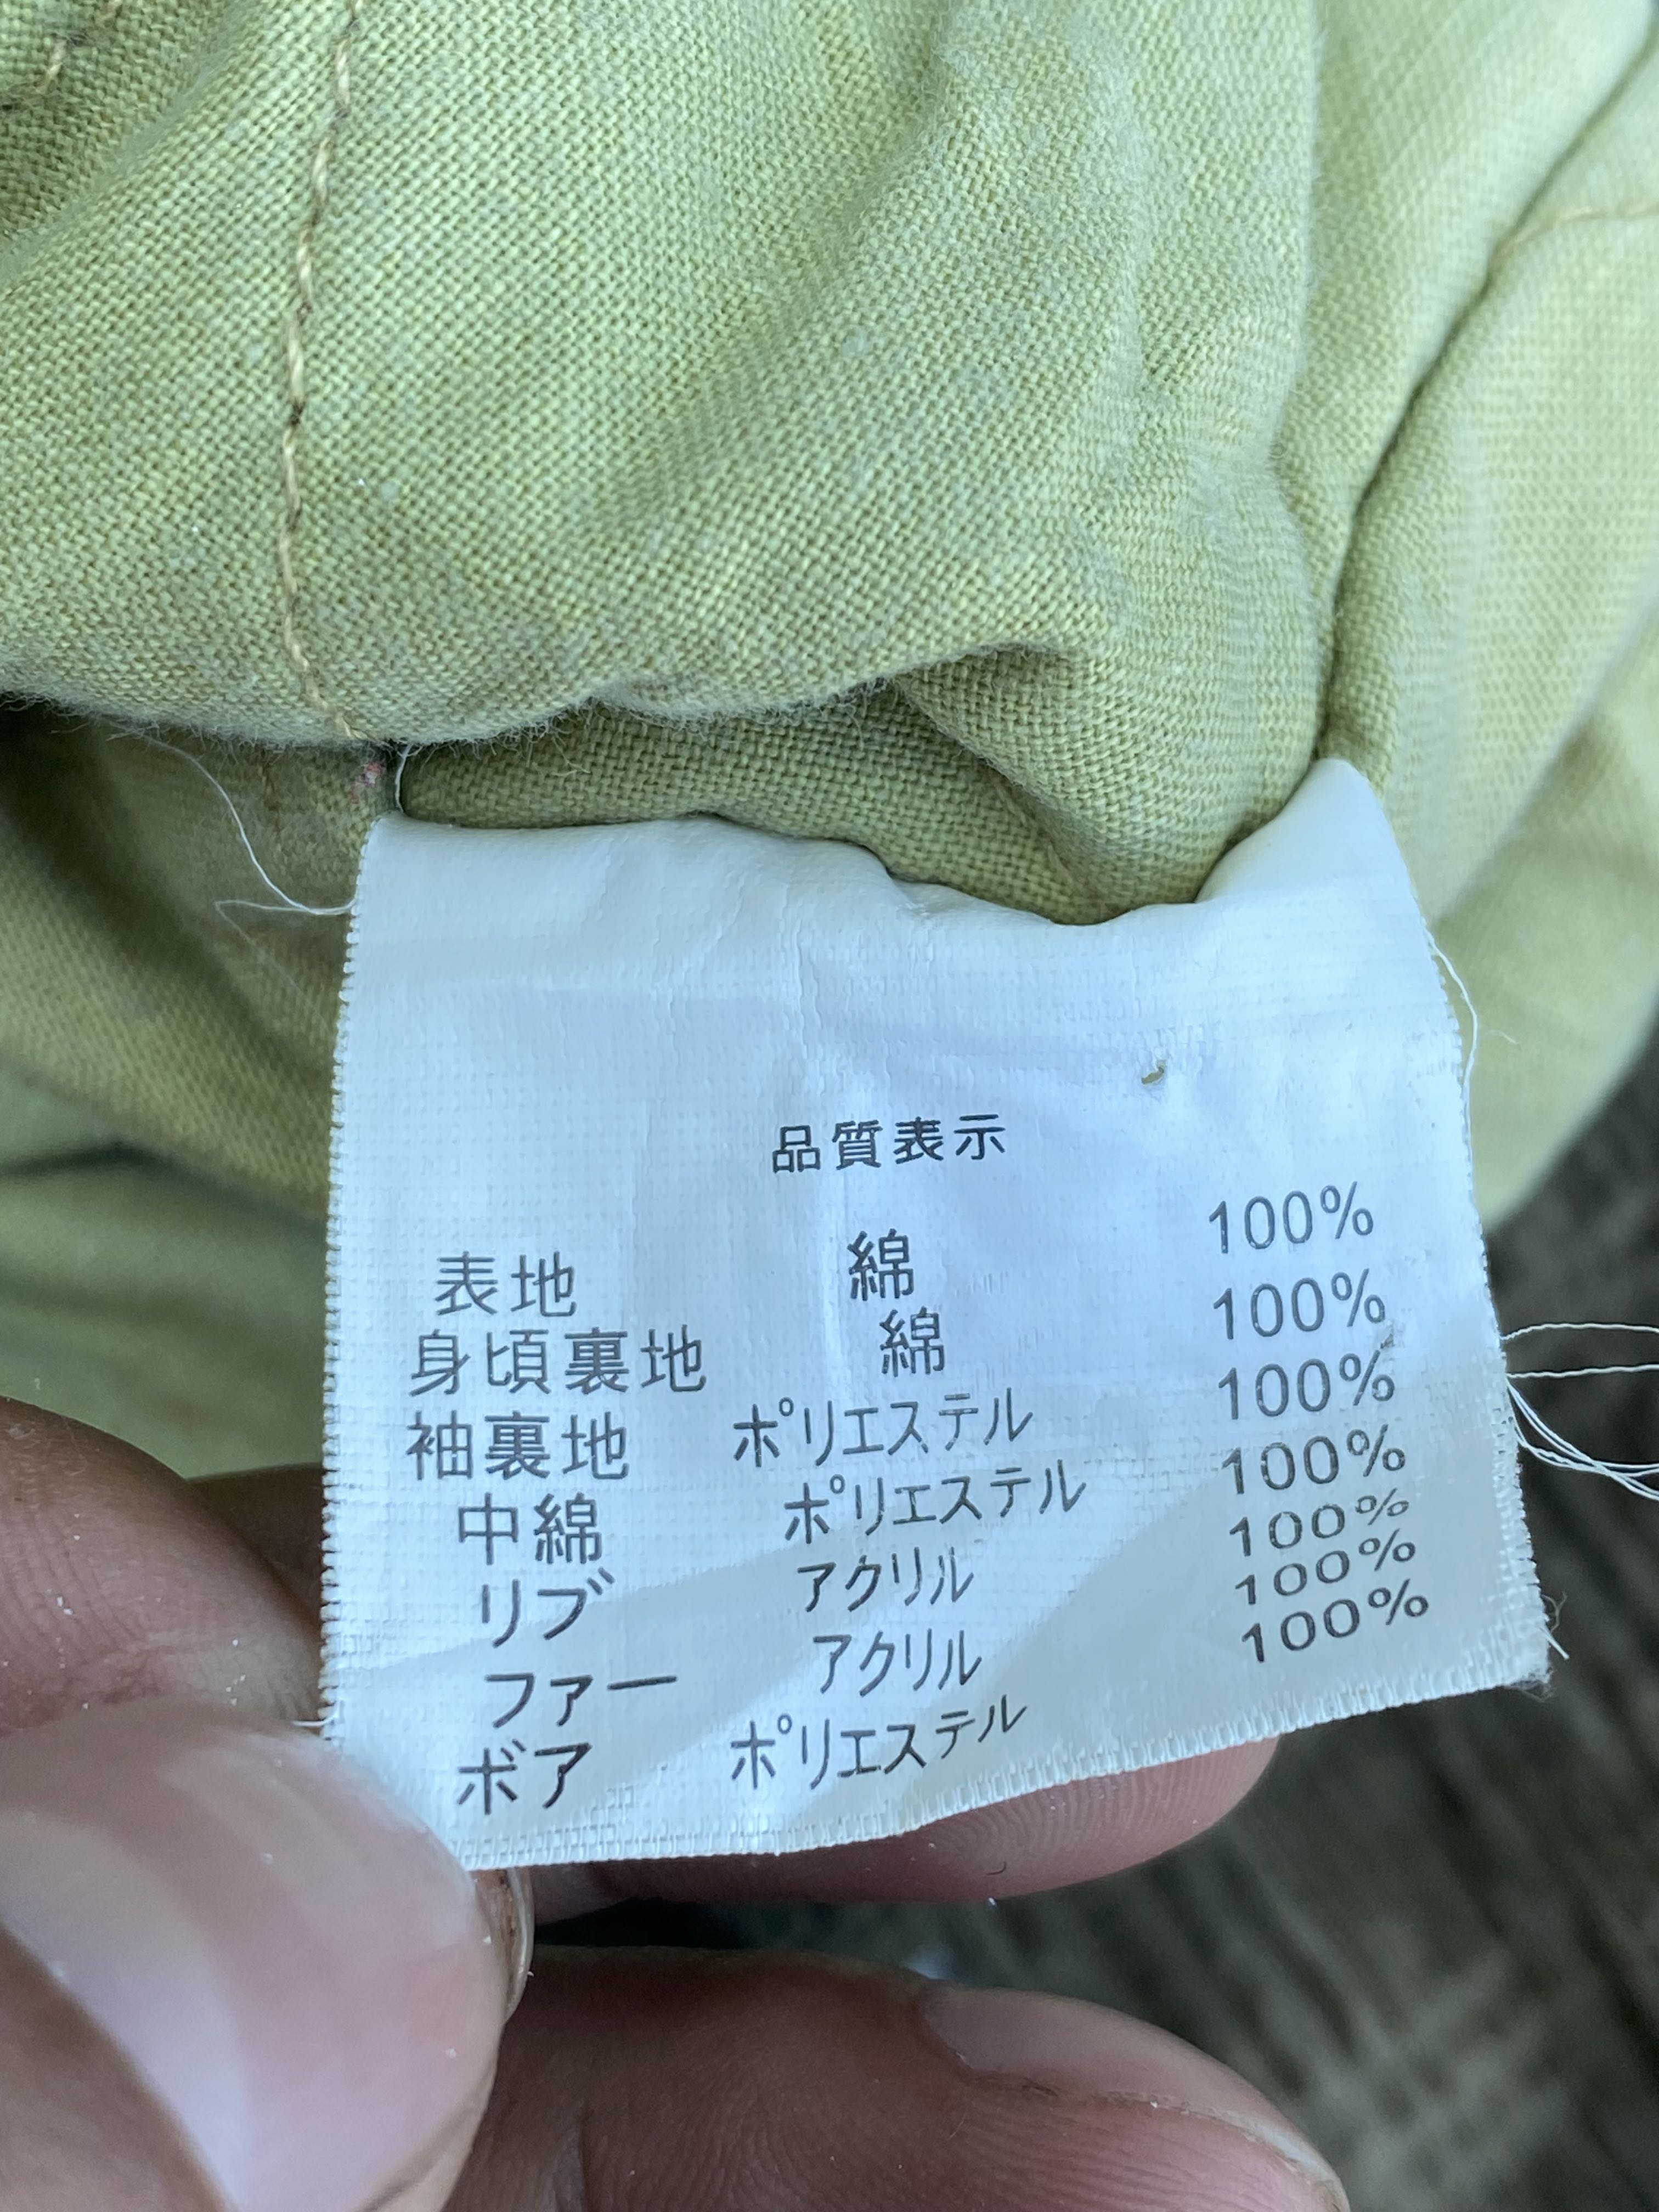 品質表示
表地 綿 100%
身頃裏地 綿 100%
袖裏地 ポリエステル 100%
中綿 ポリエステル 100%
リブ アクリル 100%
ファー アクリル 100%
ボア ポリエステル 100%